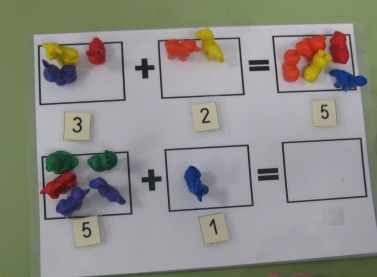 + =
3 2 5
+ =
5 1